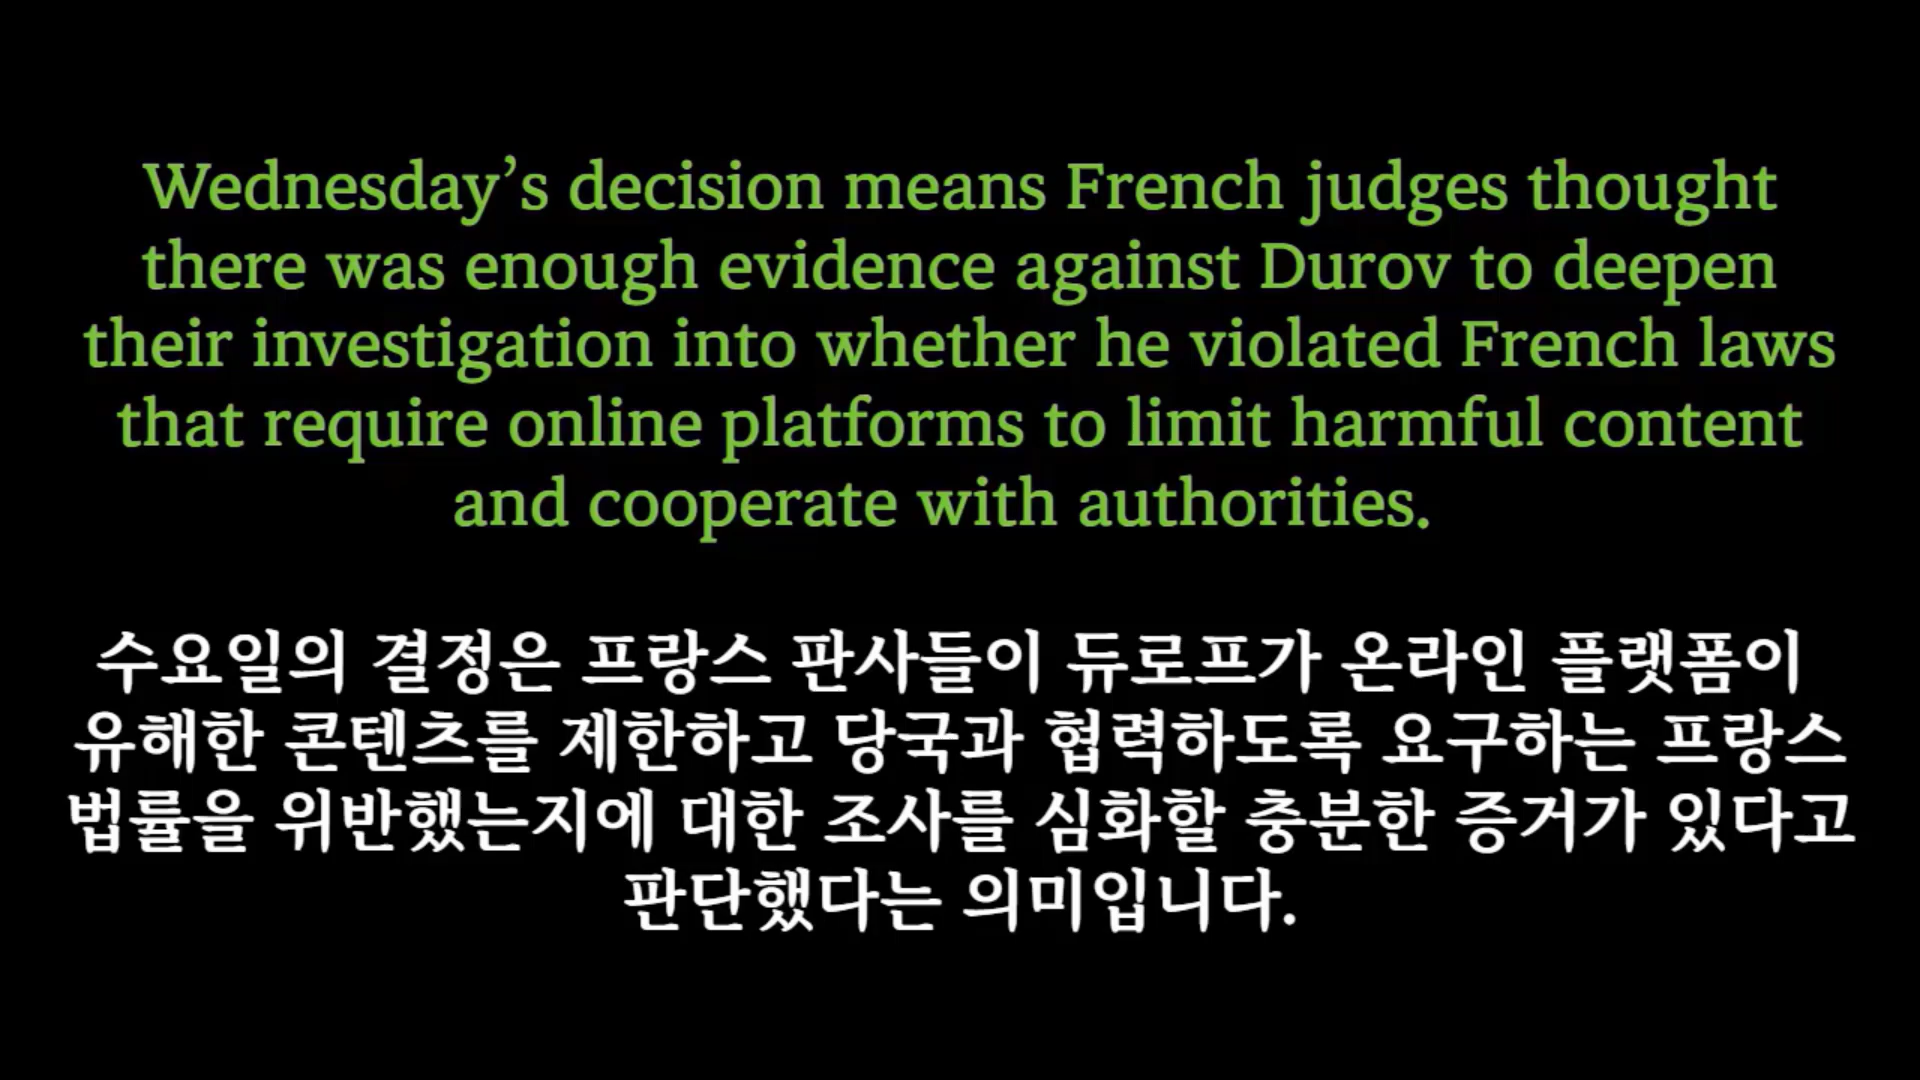 Wednesday’s decision means French judges thought
there was enough evidence against Durov to deepen
their investigation into whether he violated French laws
that require online platforms to limit harmful content
and cooperate with authorities.
수요일의 결정은 프랑스 판사들이 듀로프가 온라인 플랫폼이
유해한 콘텐츠를 제한하고 당국과 협력하도록 요구하는 프랑스
법률을 위반했는지에 대한 조사를 심화할 충분한 증거가 있다고
판단했다는 의미입니다.